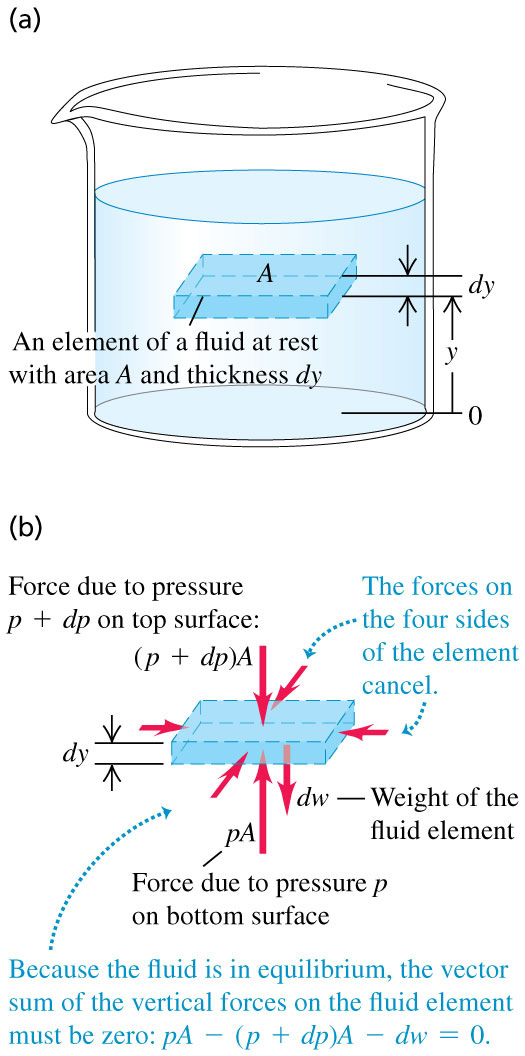 (a)
A
dy
An element of a fluid at rest
with area A and thickness dy
y
0
(b)
Force due to pressure
p + dp on top surface:
(p + dp)A
The forces on
the four sides
of the element
cancel.
dy
dw — Weight of the
fluid element
pA
Force due to pressure p
on bottom surface
Because the fluid is in equilibrium, the vector
sum of the vertical forces on the fluid element
must be zero: pA − (p + dp)A − dw = 0.